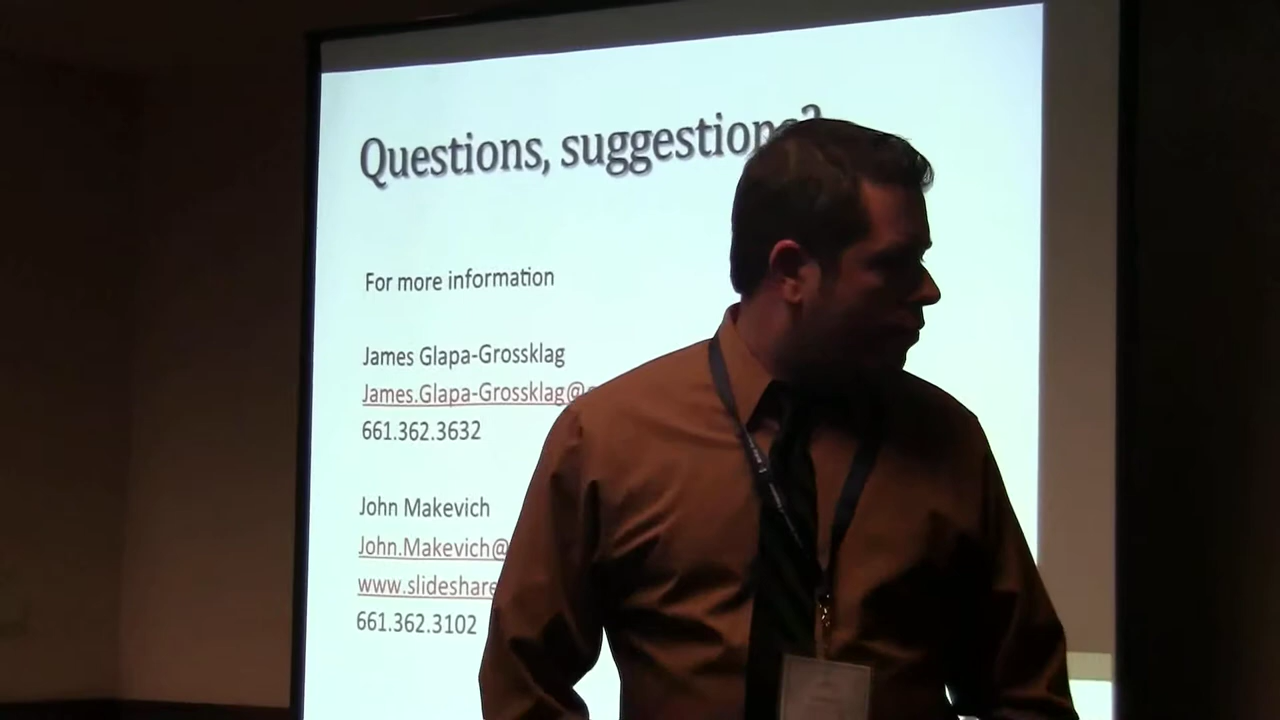 Questions, suggestions?
For more information
James Glapa-Grossklag
James.Glapa-Grossklag@
661.362.3632
John Makevich
John.Makevich@
www.slideshare
661.362.3102